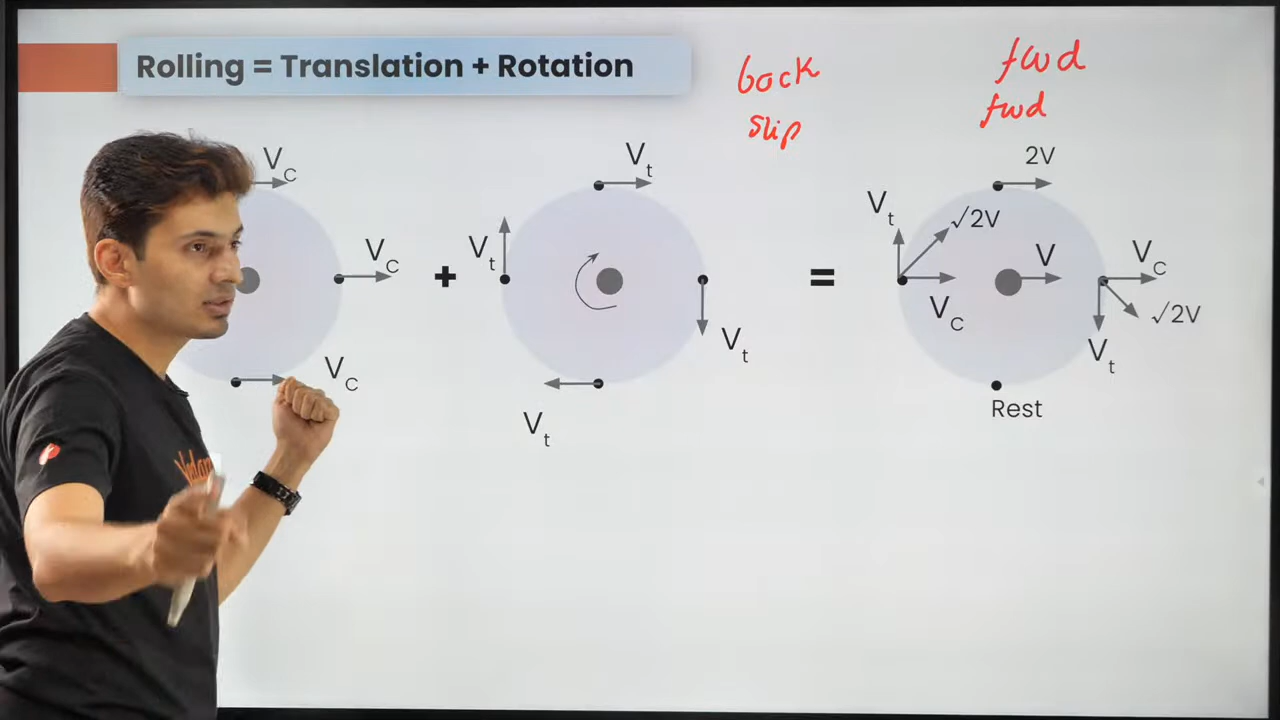 Rolling = Translation + Rotation
back
slip
fwd
fwd
V_C
V_C
V_C
+
V_t
V_t
V_t
V_t
=
2V
V_t
√2V
V
V_C
V_C
√2V
V_t
Rest